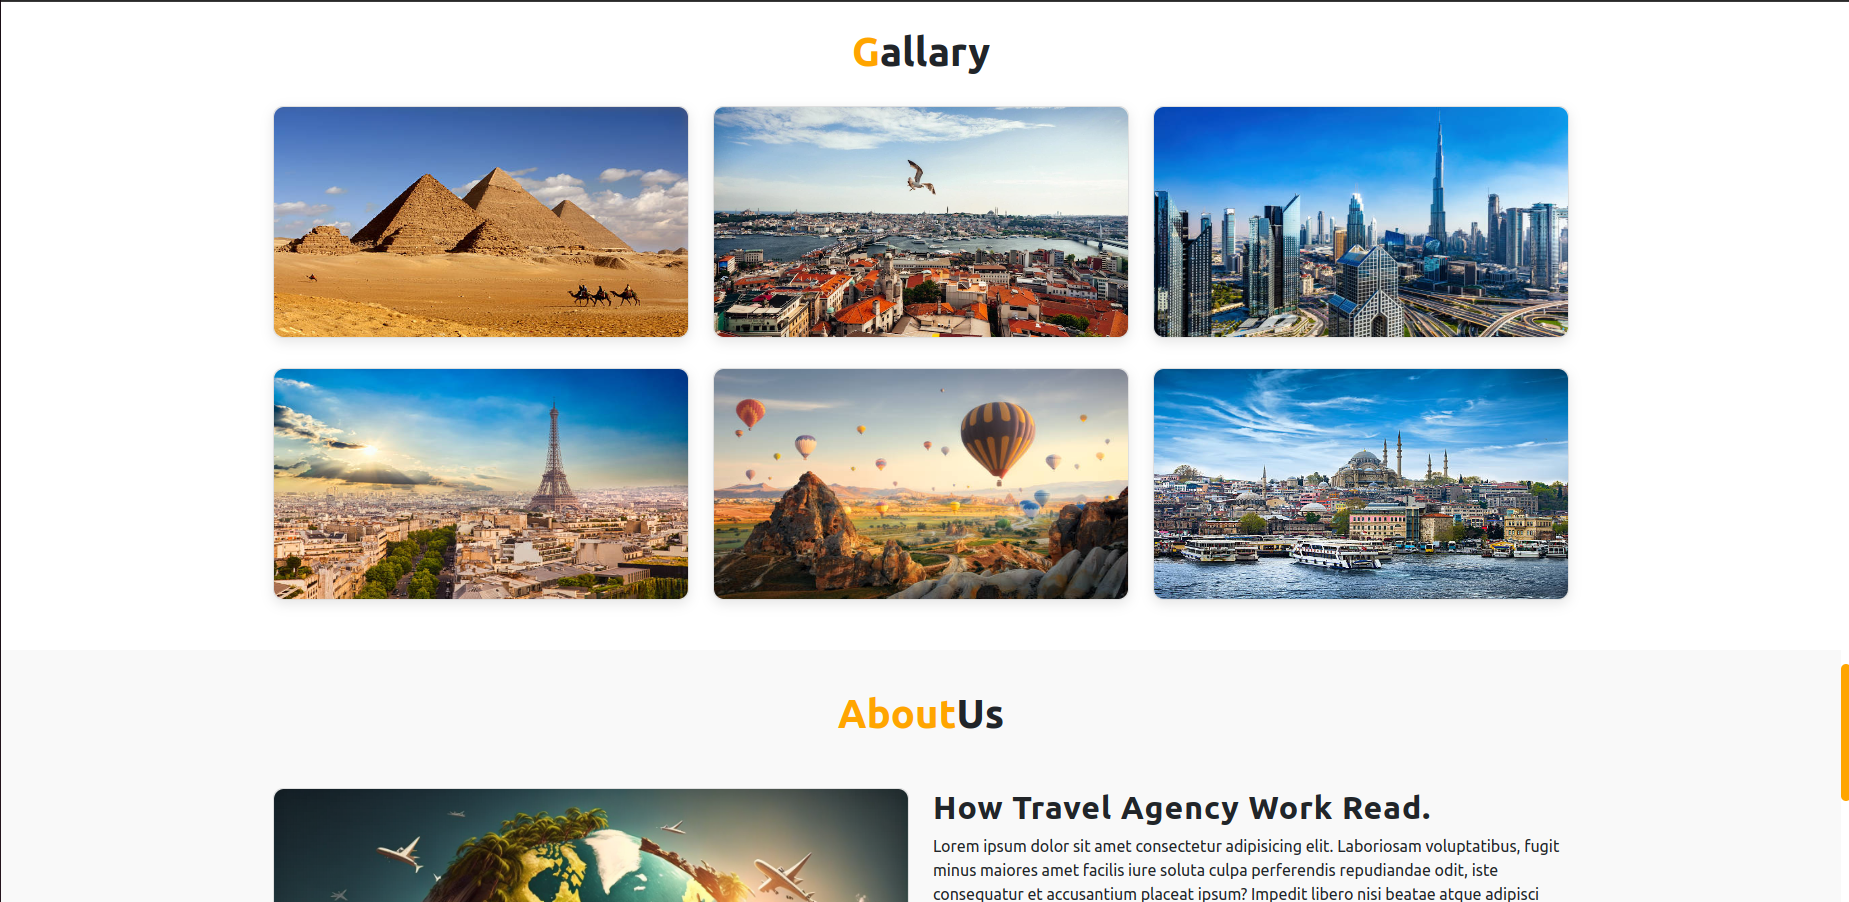 Gallary
AboutUs
How Travel Agency Work Read.
Lorem ipsum dolor sit amet consectetur adipisicing elit. Laboriosam voluptatibus, fugit
minus maiores amet facilis iure soluta culpa perferendis repudiandae odit, iste
consequatur et accusantium placeat ipsum? Impedit libero nisi beatae atque adipisci